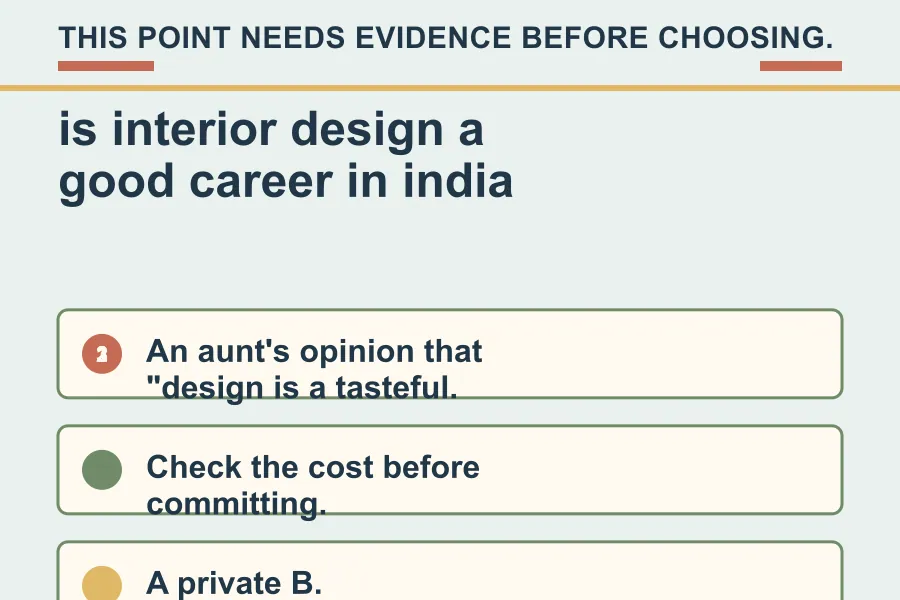 THIS POINT NEEDS EVIDENCE BEFORE CHOOSING.
is interior design a
good career in india
An aunt's opinion that
"design is a tasteful.
Check the cost before
committing.
A private B.